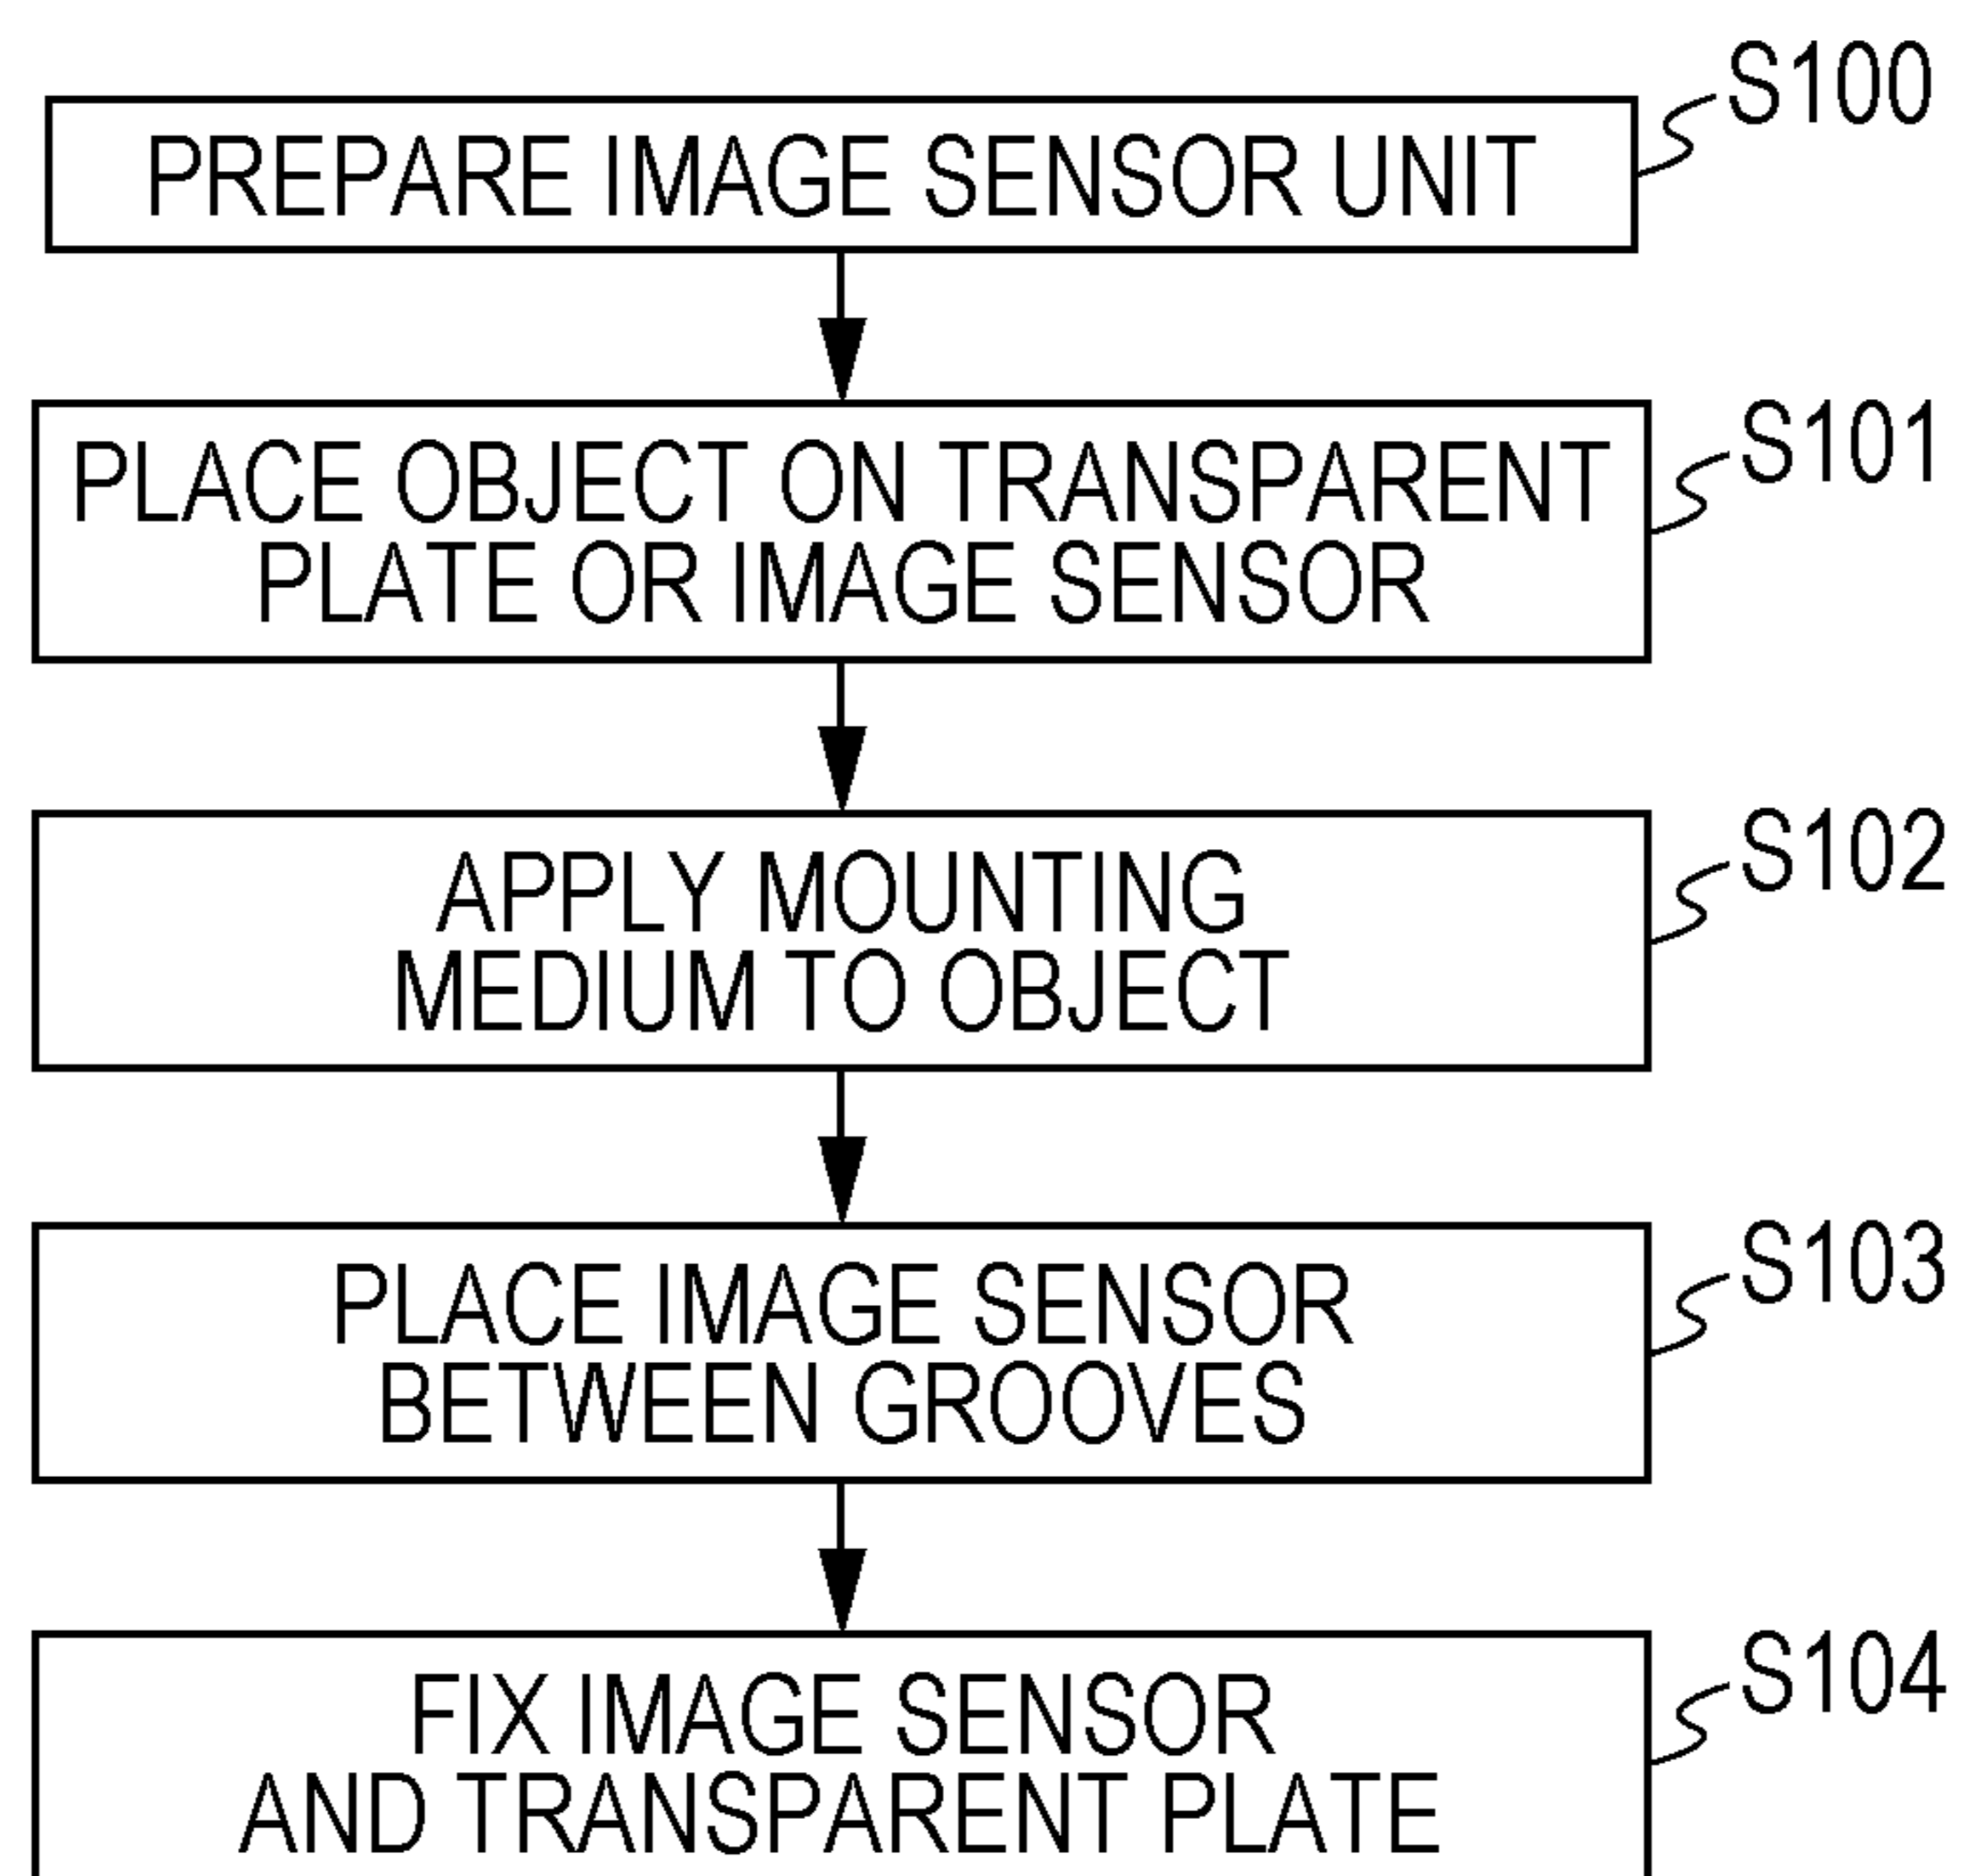 S100
PREPARE IMAGE SENSOR UNIT
S101
PLACE OBJECT ON TRANSPARENT
PLATE OR IMAGE SENSOR
S102
APPLY MOUNTING
MEDIUM TO OBJECT
S103
PLACE IMAGE SENSOR
BETWEEN GROOVES
S104
FIX IMAGE SENSOR
AND TRANSPARENT PLATE